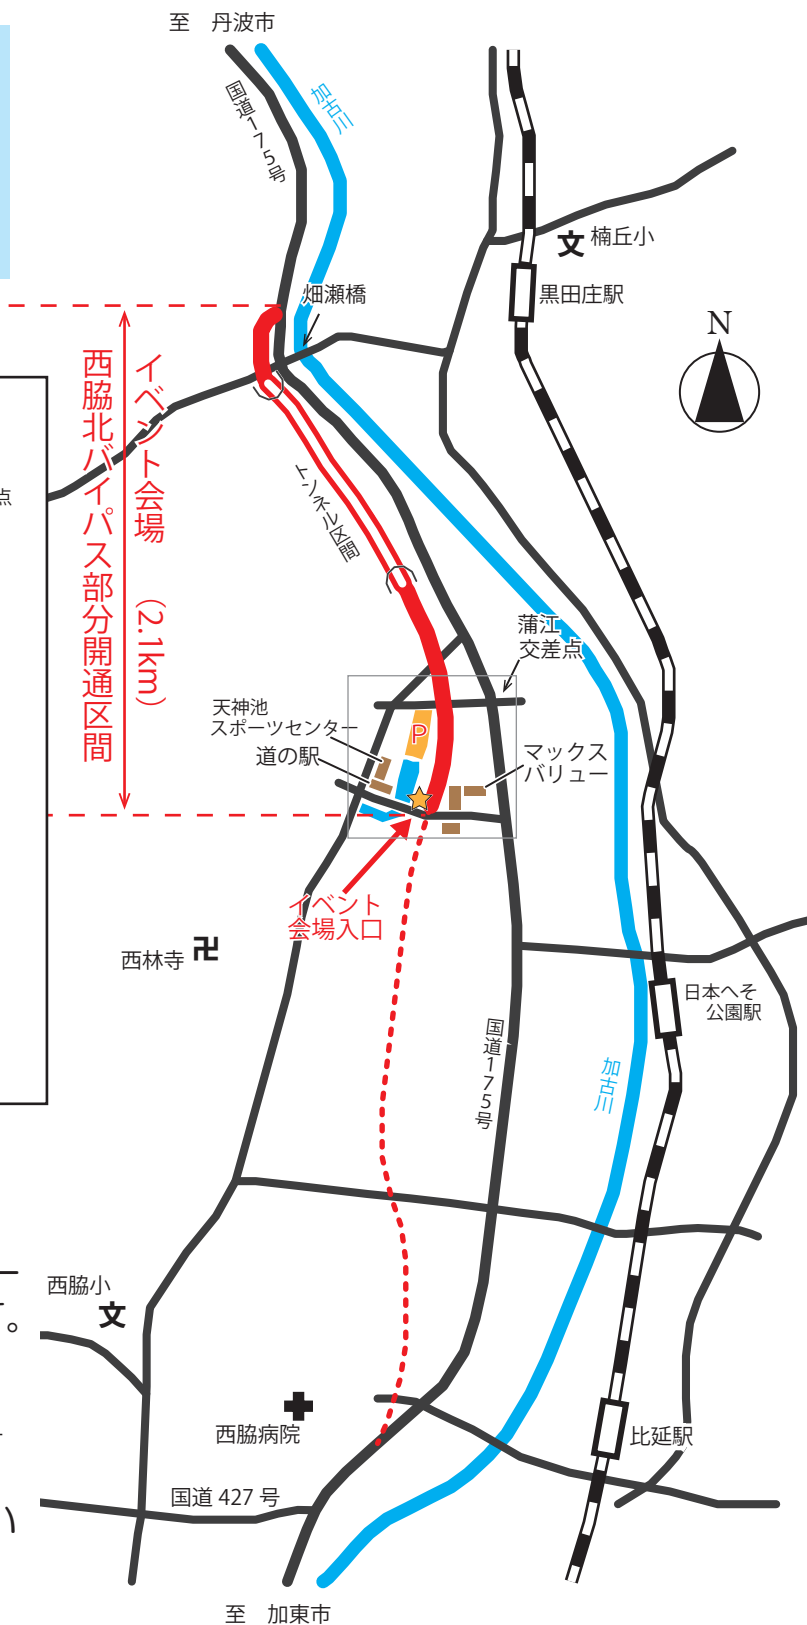 至 丹波市
国道175号
加古川
楠丘小
黒田庄駅
畑瀬橋
N
イベント会場 (2.1km)
西脇北バイパス部分開通区間
点
トンネル区間
蒲江
交差点
天神池
スポーツセンター
道の駅
P
マックス
バリュー
イベント
会場入口
西林寺
日本へそ
公園駅
国道175号
加古川
西脇小
。
西脇病院
比延駅
国道 427 号
い
至 加東市